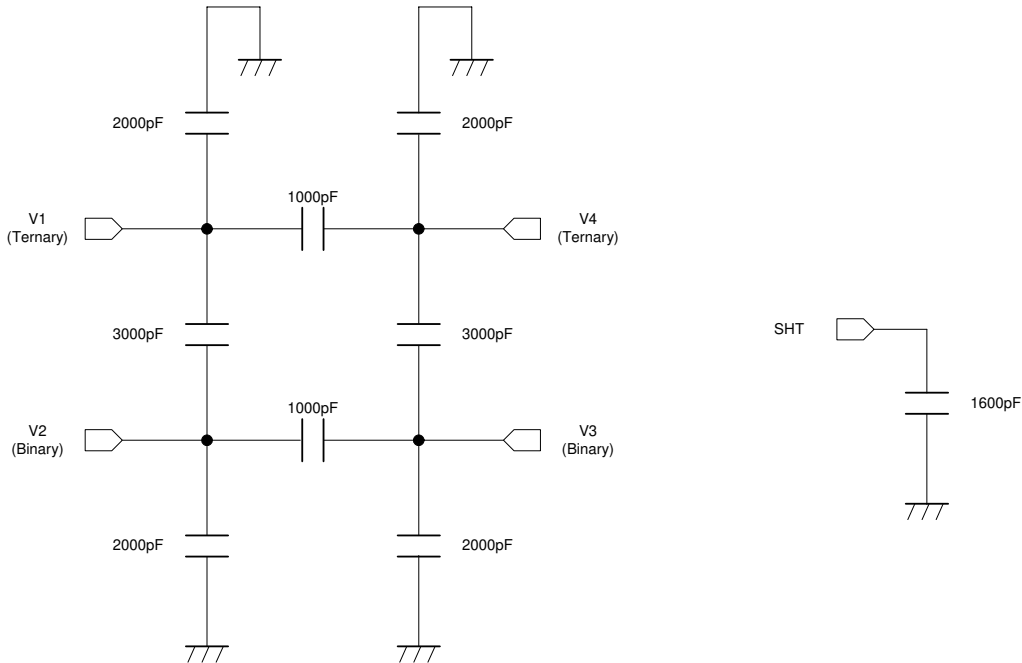 2000pF
2000pF
1000pF
V1
(Ternary)
V4
(Ternary)
3000pF
3000pF
SHT
1600pF
1000pF
V2
(Binary)
V3
(Binary)
2000pF
2000pF